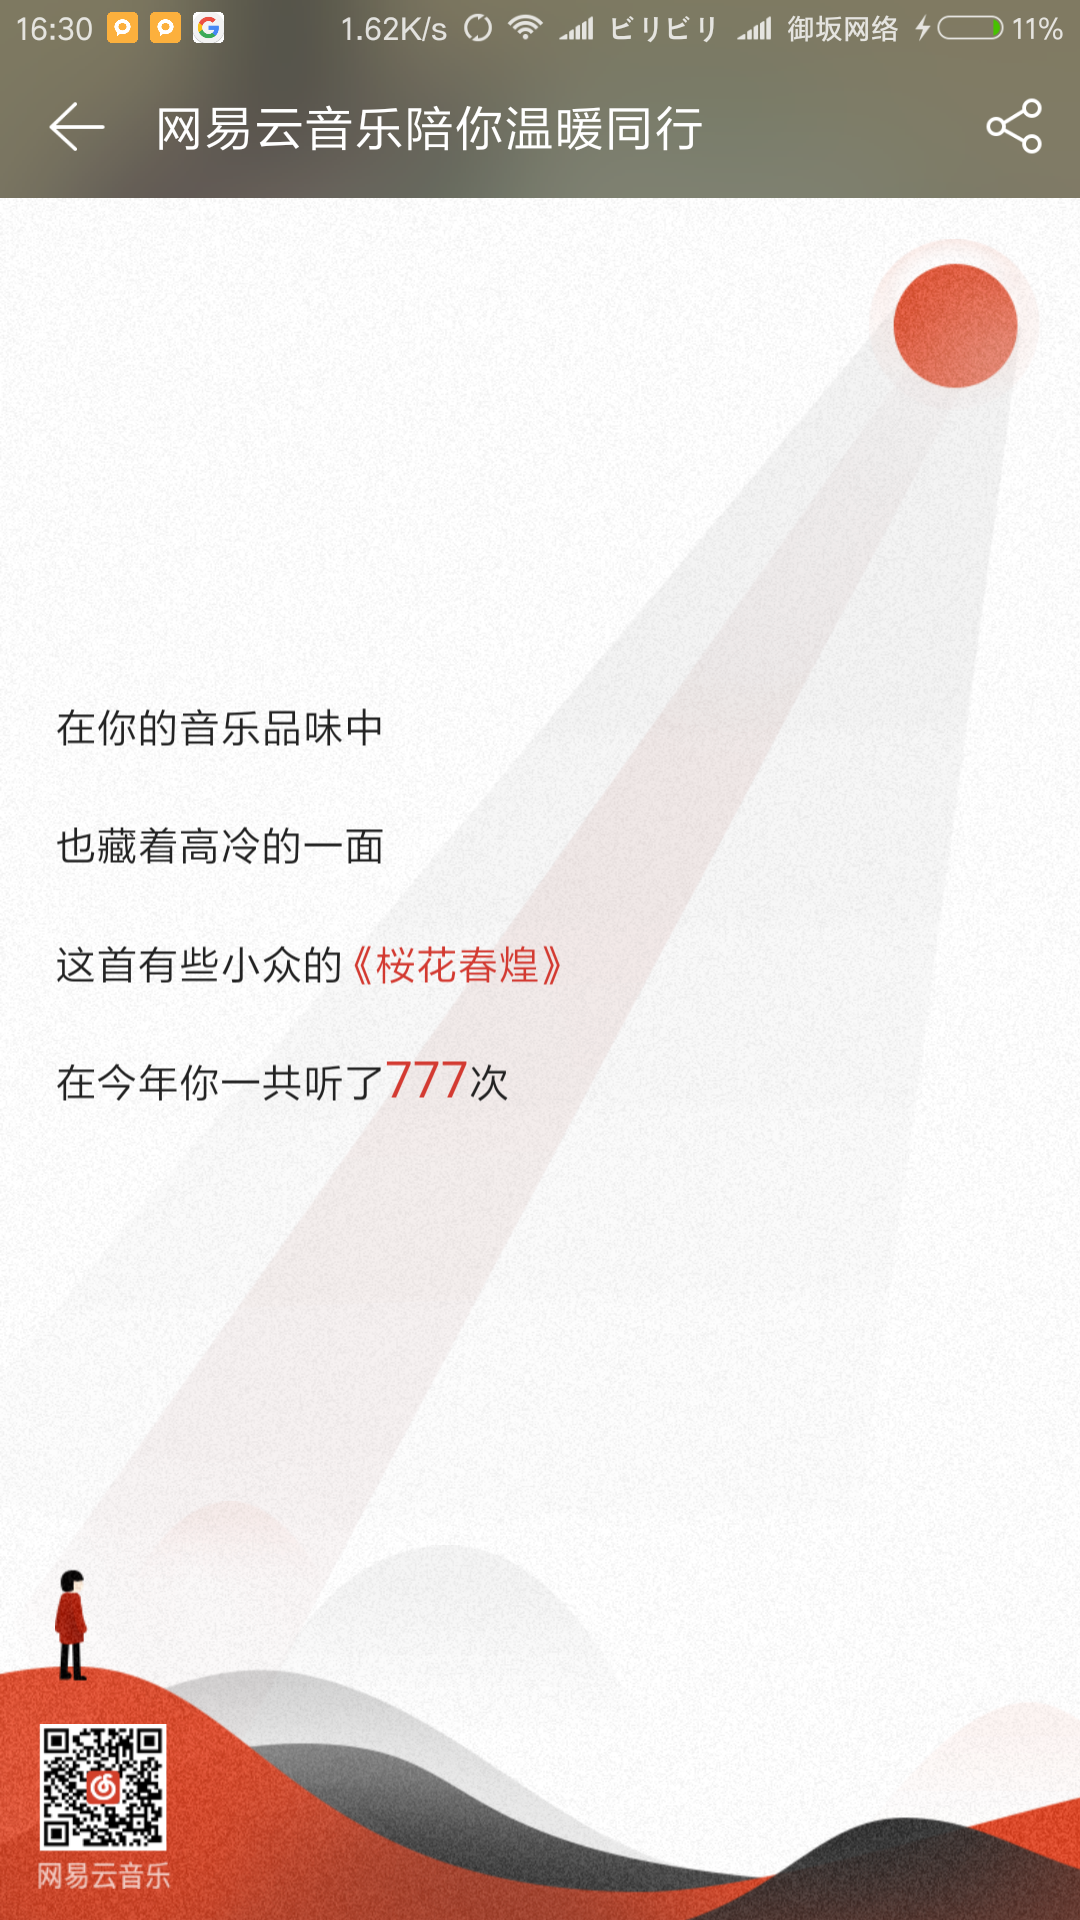 16:30 1.62K/s ビリビリ 御坂网络 11%
网易云音乐陪你温暖同行
在你的音乐品味中
也藏着高冷的一面
这首有些小众的《桜花春煌》
在今年你一共听了777次
网易云音乐